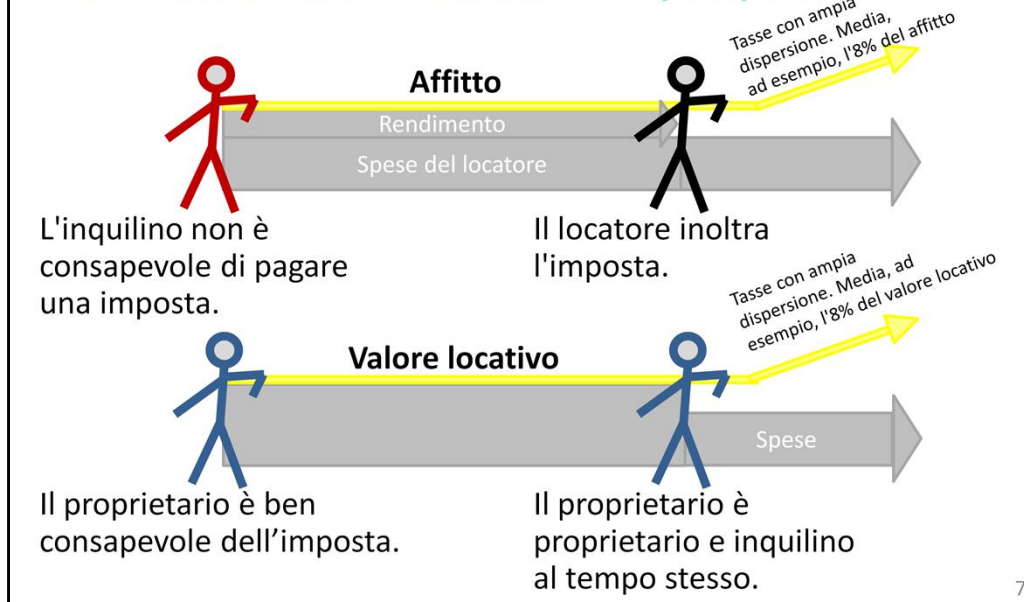 Tasse con ampia
dispersione. Media,
ad esempio, l'8% del affitto
Affitto
Rendimento
Spese del locatore
L'inquilino non è
consapevole di pagare
una imposta.
Il locatore inoltra
l'imposta.
Tasse con ampia
dispersione. Media, ad
esempio, l'8% del valore locativo
Valore locativo
Spese
Il proprietario è ben
consapevole dell’imposta.
Il proprietario è
proprietario e inquilino
al tempo stesso.
7